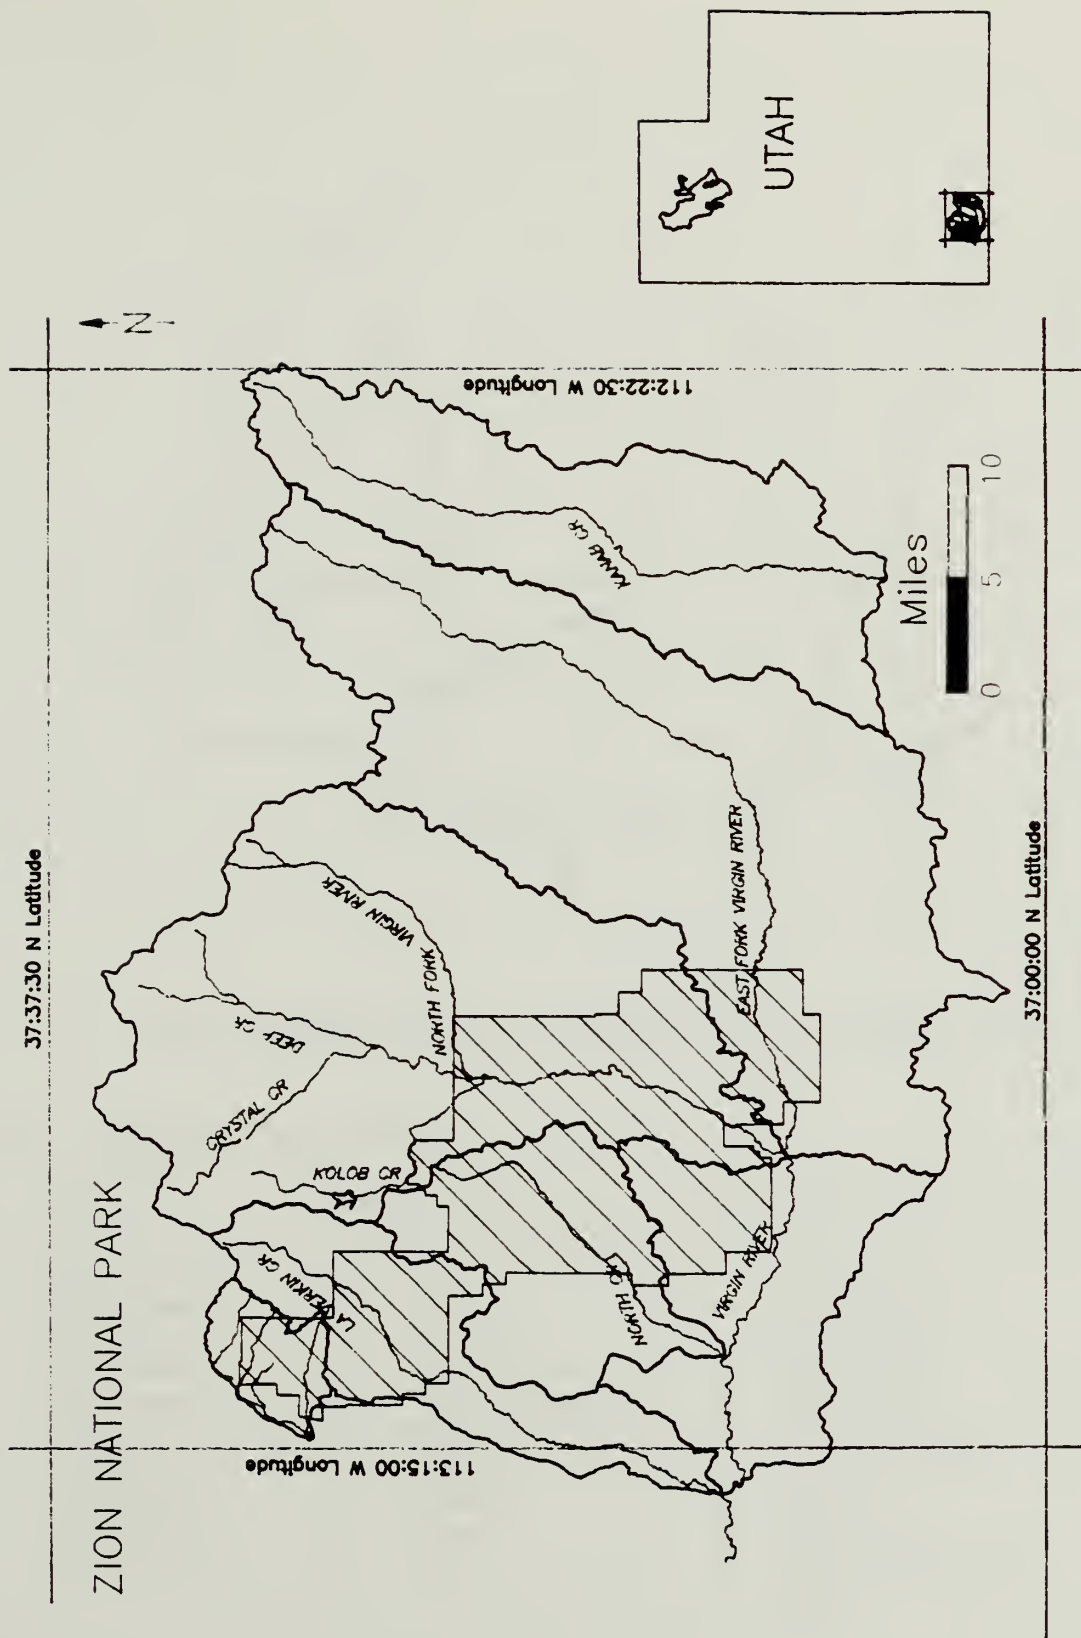 ZION NATIONAL PARK
37:37:30 N Latitude
N
UTAH
113:15:00 W Longitude
112:22:30 W Longitude
LA VERKIN CR
KOLOB CR
CRYSTAL CR
DEEP CR
NORTH FORK VIRGIN RIVER
KANAB CR
NORTH CR
VIRGIN RIVER
EAST FORK VIRGIN RIVER
Miles
0 5 10
37:00:00 N Latitude